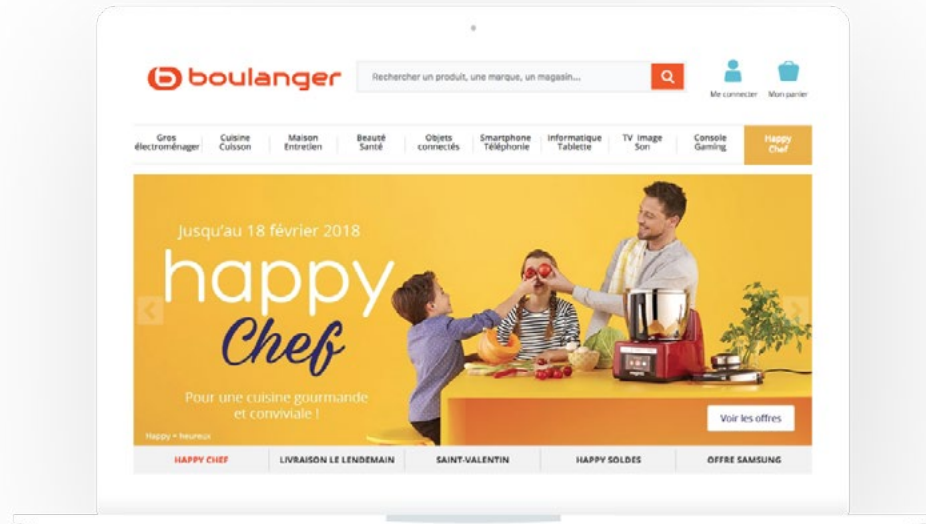 boulanger
Rechercher un produit, une marque, un magasin...
Me connecter
Mon panier
Gros
électroménager
Cuisine
Cuisson
Maison
Entretien
Beauté
Santé
Objets
connectés
Smartphone
Téléphonie
Informatique
Tablette
TV Image
Son
Console
Gaming
Happy
Chef
Jusqu'au 18 février 2018
happy
Chef
Pour une cuisine gourmande
et conviviale !
Voir les offres
Happy = heureux
HAPPY CHEF
LIVRAISON LE LENDEMAIN
SAINT-VALENTIN
HAPPY SOLDES
OFFRE SAMSUNG